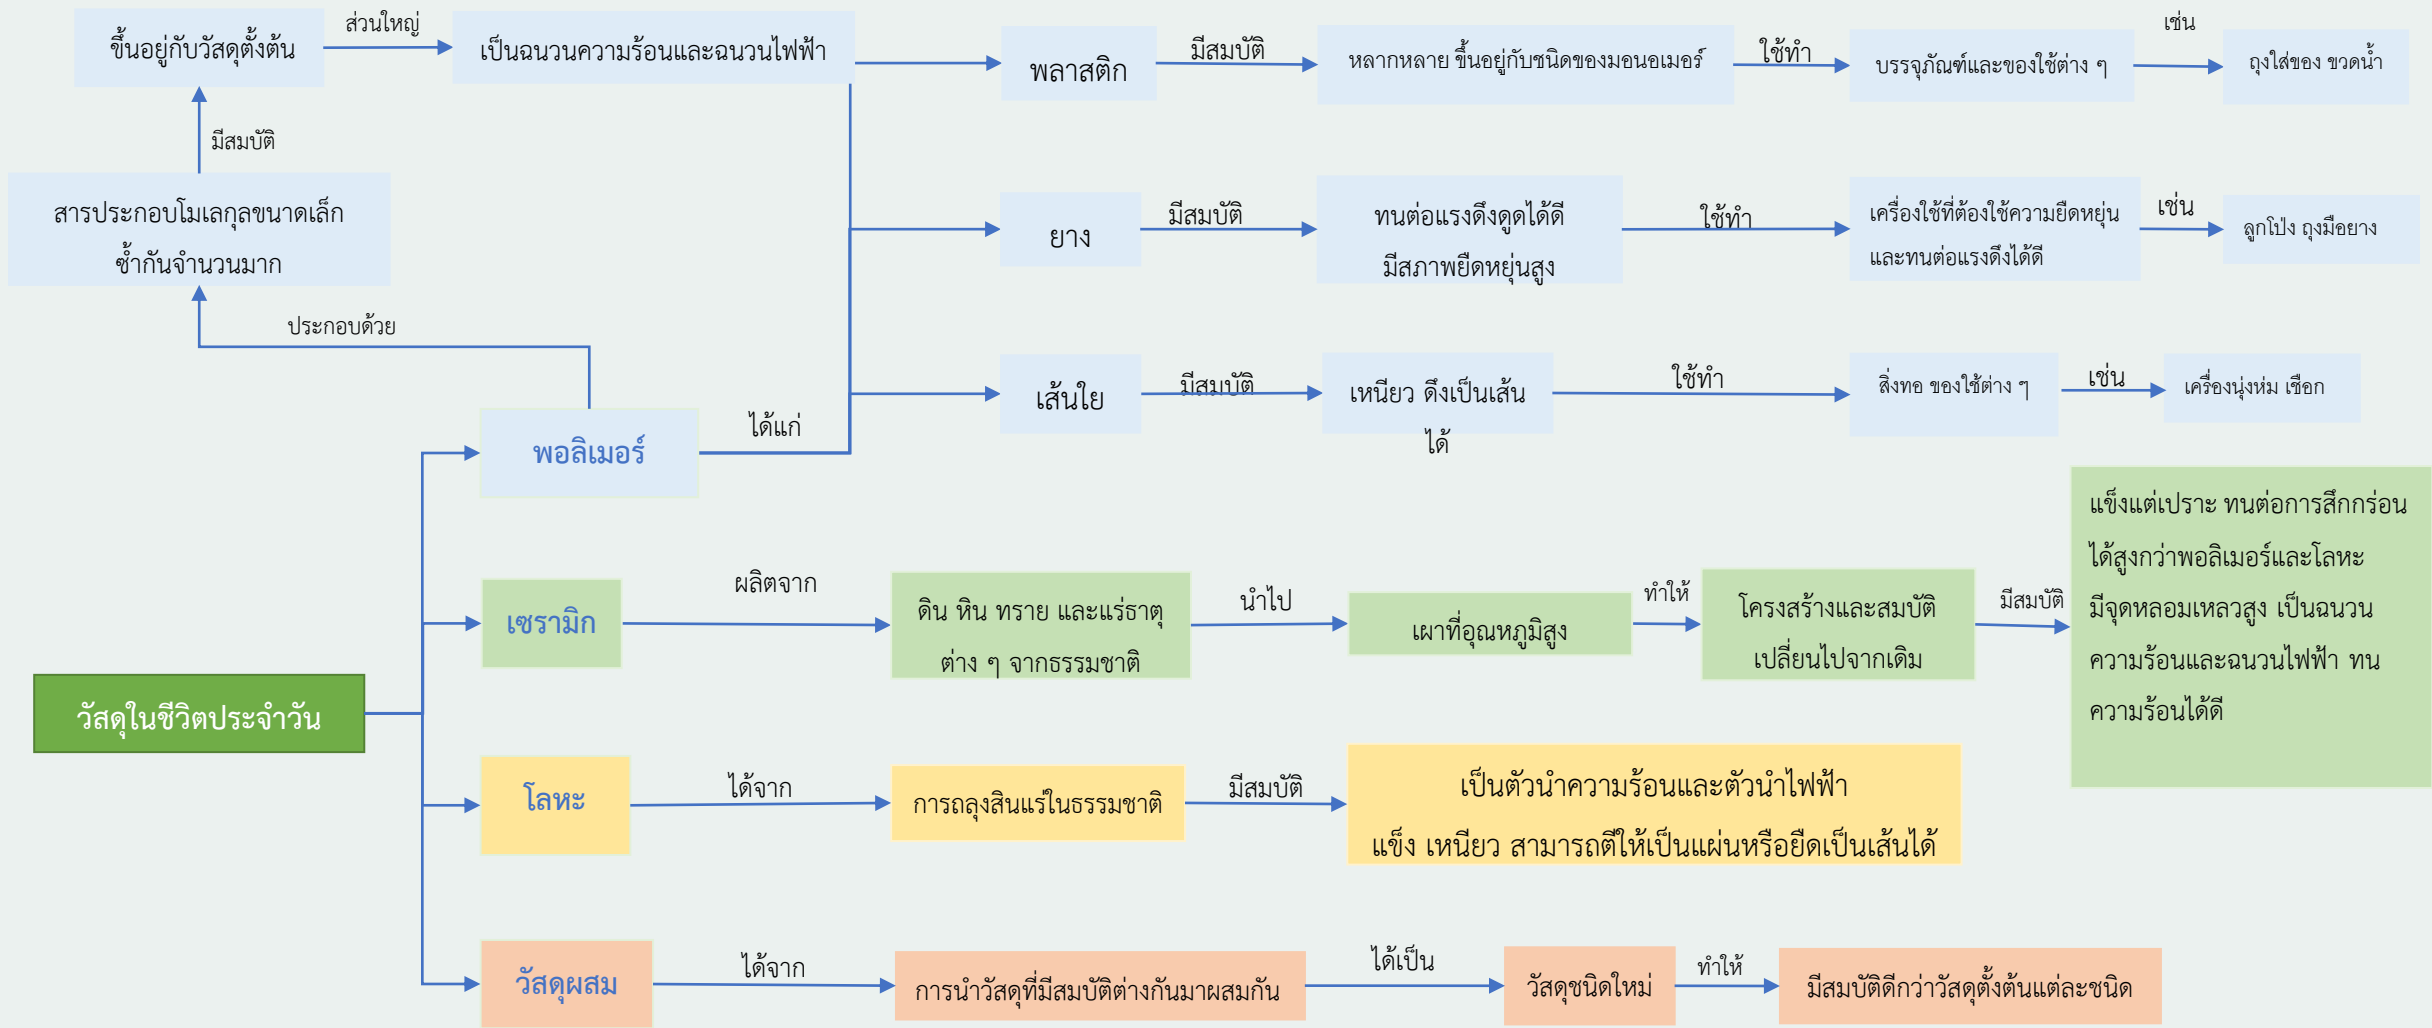 ขึ้นอยู่กับวัสดุตั้งต้น
ส่วนใหญ่
เป็นฉนวนความร้อนและฉนวนไฟฟ้า
มีสมบัติ
สารประกอบโมเลกุลขนาดเล็ก
ซ้ำกันจำนวนมาก
ประกอบด้วย
พอลิเมอร์
ได้แก่
พลาสติก
มีสมบัติ
หลากหลาย ขึ้นอยู่กับชนิดของมอนอเมอร์
ใช้ทำ
บรรจุภัณฑ์และของใช้ต่าง ๆ
เช่น
ถุงใส่ของ ขวดน้ำ
ยาง
มีสมบัติ
ทนต่อแรงดึงดูดได้ดี
มีสภาพยืดหยุ่นสูง
ใช้ทำ
เครื่องใช้ที่ต้องใช้ความยืดหยุ่น
และทนต่อแรงดึงได้ดี
เช่น
ลูกโป่ง ถุงมือยาง
เส้นใย
มีสมบัติ
เหนียว ดึงเป็นเส้น
ได้
ใช้ทำ
สิ่งทอ ของใช้ต่าง ๆ
เช่น
เครื่องนุ่งห่ม เชือก
วัสดุในชีวิตประจำวัน
เซรามิก
ผลิตจาก
ดิน หิน ทราย และแร่ธาตุ
ต่าง ๆ จากธรรมชาติ
นำไป
เผาที่อุณหภูมิสูง
ทำให้
โครงสร้างและสมบัติ
เปลี่ยนไปจากเดิม
มีสมบัติ
แข็งแต่เปราะ ทนต่อการสึกกร่อน
ได้สูงกว่าพอลิเมอร์และโลหะ
มีจุดหลอมเหลวสูง เป็นฉนวน
ความร้อนและฉนวนไฟฟ้า ทน
ความร้อนได้ดี
โลหะ
ได้จาก
การถลุงสินแร่ในธรรมชาติ
มีสมบัติ
เป็นตัวนำความร้อนและตัวนำไฟฟ้า
แข็ง เหนียว สามารถตีให้เป็นแผ่นหรือยืดเป็นเส้นได้
วัสดุผสม
ได้จาก
การนำวัสดุที่มีสมบัติต่างกันมาผสมกัน
ได้เป็น
วัสดุชนิดใหม่
ทำให้
มีสมบัติดีกว่าวัสดุตั้งต้นแต่ละชนิด